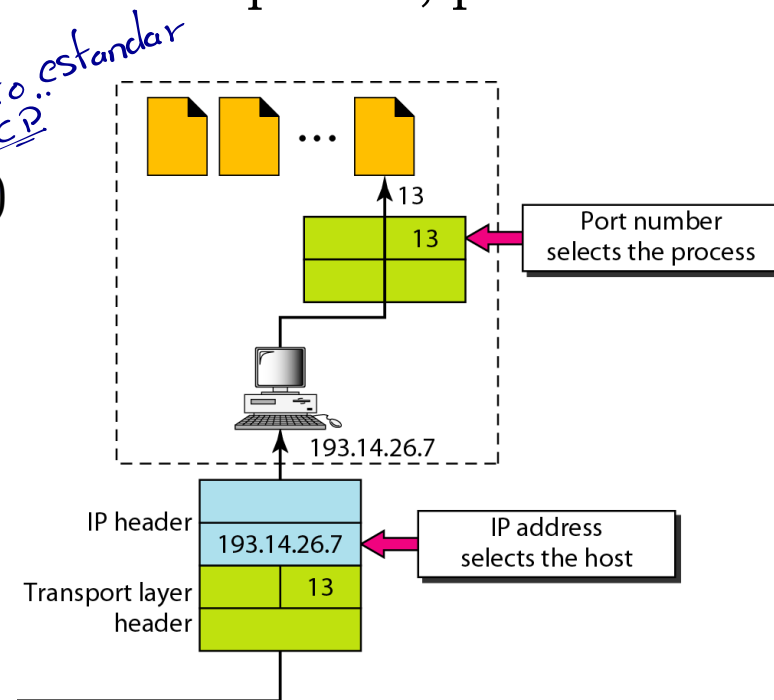 estandar
13
13
Port number
selects the process
193.14.26.7
IP header
193.14.26.7
IP address
selects the host
Transport layer
header
13